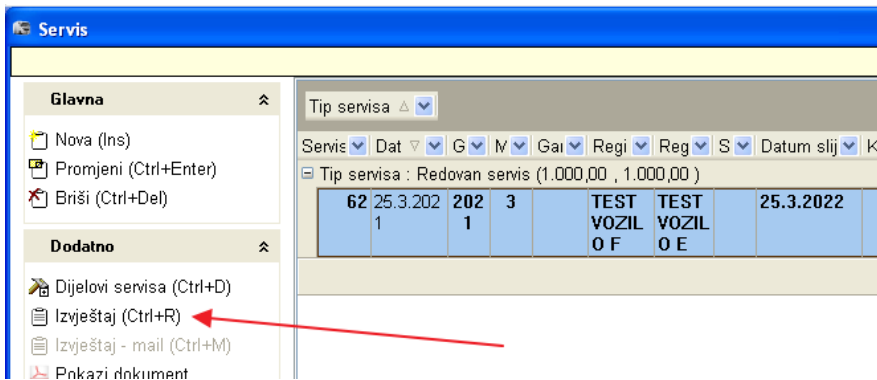 Servis
Glavna
Nova (Ins)
Promjeni (Ctrl+Enter)
Briši (Ctrl+Del)
Dodatno
Dijelovi servisa (Ctrl+D)
Izvještaj (Ctrl+R)
Izvještaj - mail (Ctrl+M)
Pokazi dokument
Tip servisa
Servis Dat G M Gar Regi Reg S Datum slij K
Tip servisa : Redovan servis (1.000,00 , 1.000,00 )
62 25.3.202 202 3 TEST TEST 25.3.2022
1 1 VOZIL VOZIL
O F O E